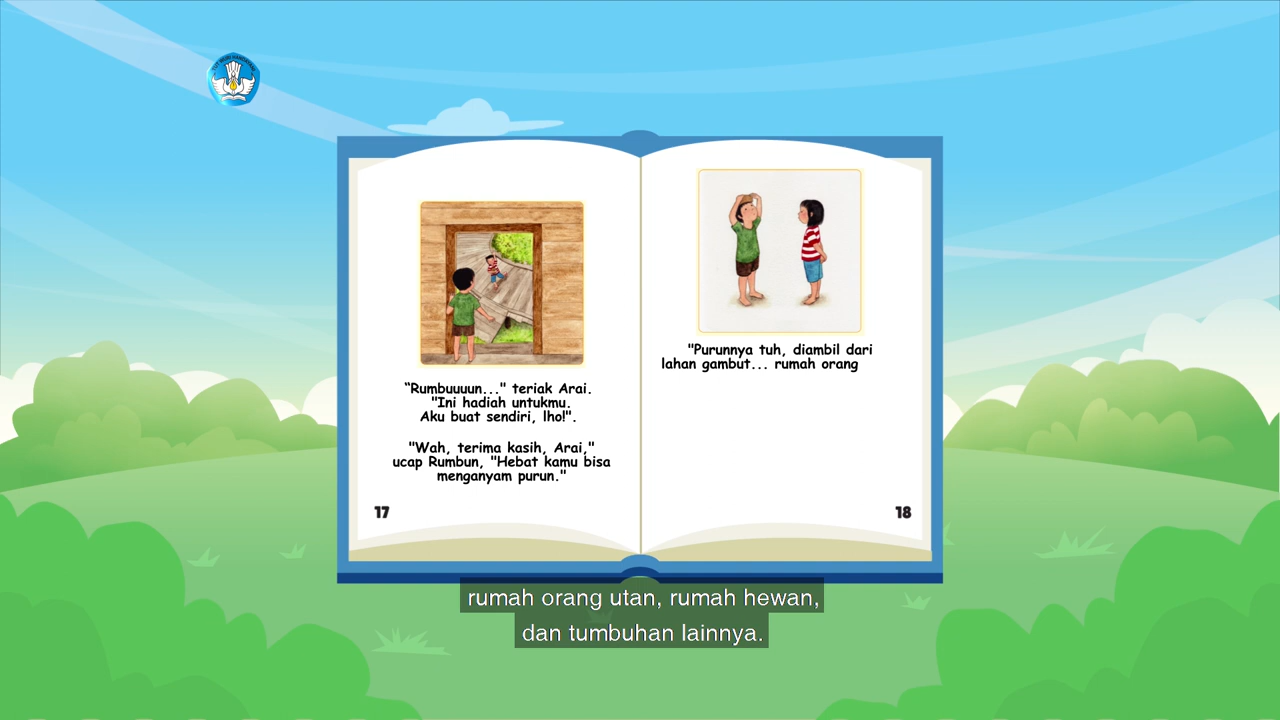 “Rumbuuuun..." teriak Arai.
"Ini hadiah untukmu.
Aku buat sendiri, lho!".
"Wah, terima kasih, Arai,"
ucap Rumbun, "Hebat kamu bisa
menganyam purun."
17
"Purunnya tuh, diambil dari
lahan gambut... rumah orang
18
rumah orang utan, rumah hewan,
dan tumbuhan lainnya.